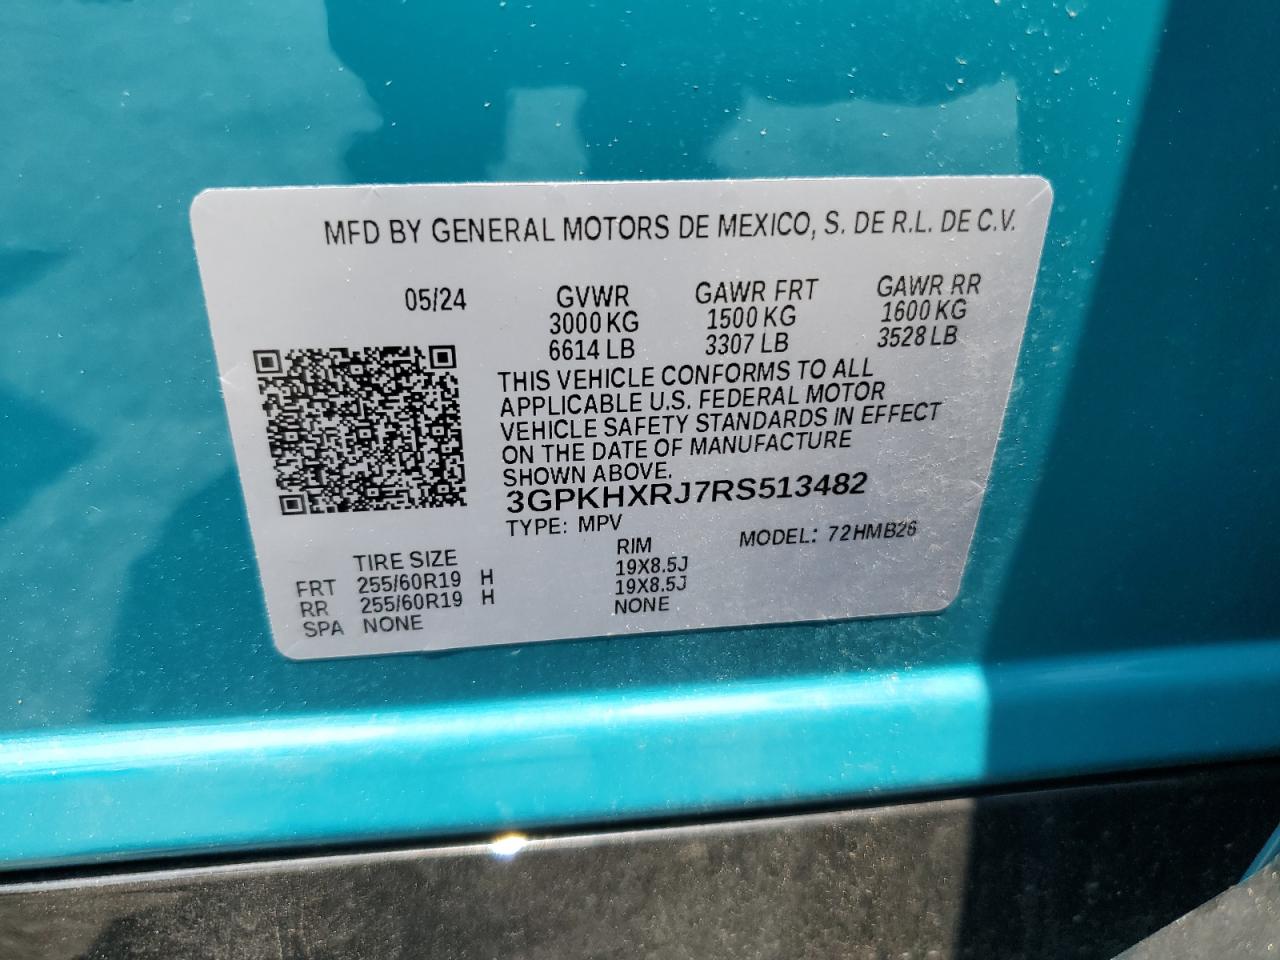 MFD BY GENERAL MOTORS DE MEXICO, S. DE R.L. DE C.V.
05/24 GVWR GAWR FRT GAWR RR
3000 KG 1500 KG 1600 KG
6614 LB 3307 LB 3528 LB
THIS VEHICLE CONFORMS TO ALL
APPLICABLE U.S. FEDERAL MOTOR
VEHICLE SAFETY STANDARDS IN EFFECT
ON THE DATE OF MANUFACTURE
SHOWN ABOVE.
3GPKHXRJ7RS513482
TYPE: MPV MODEL: 72HMB26
TIRE SIZE RIM
FRT 255/60R19 H 19X8.5J
RR 255/60R19 H 19X8.5J
SPA NONE NONE